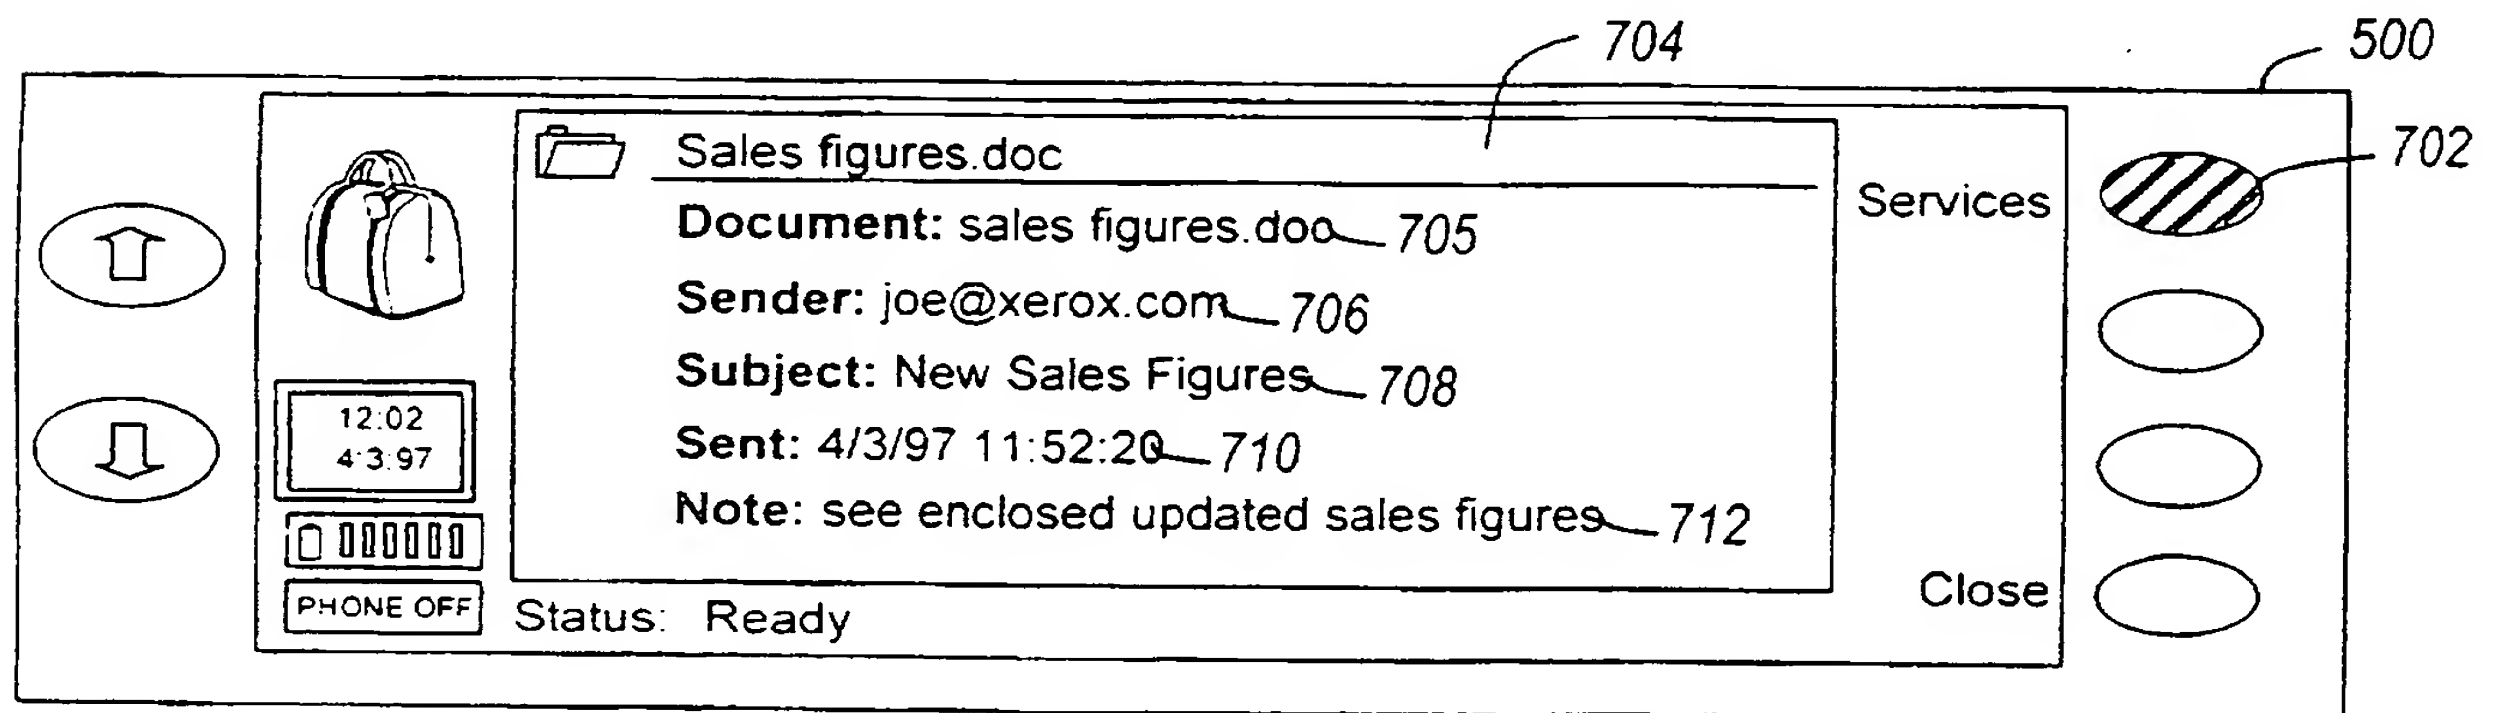 704
500
702
Sales figures.doc
Services
Document: sales figures.doc 705
Sender: joe@xerox.com 706
Subject: New Sales Figures 708
12:02
4:3:97
Sent: 4/3/97 11:52:20 710
Note: see enclosed updated sales figures 712
Close
PHONE OFF
Status: Ready